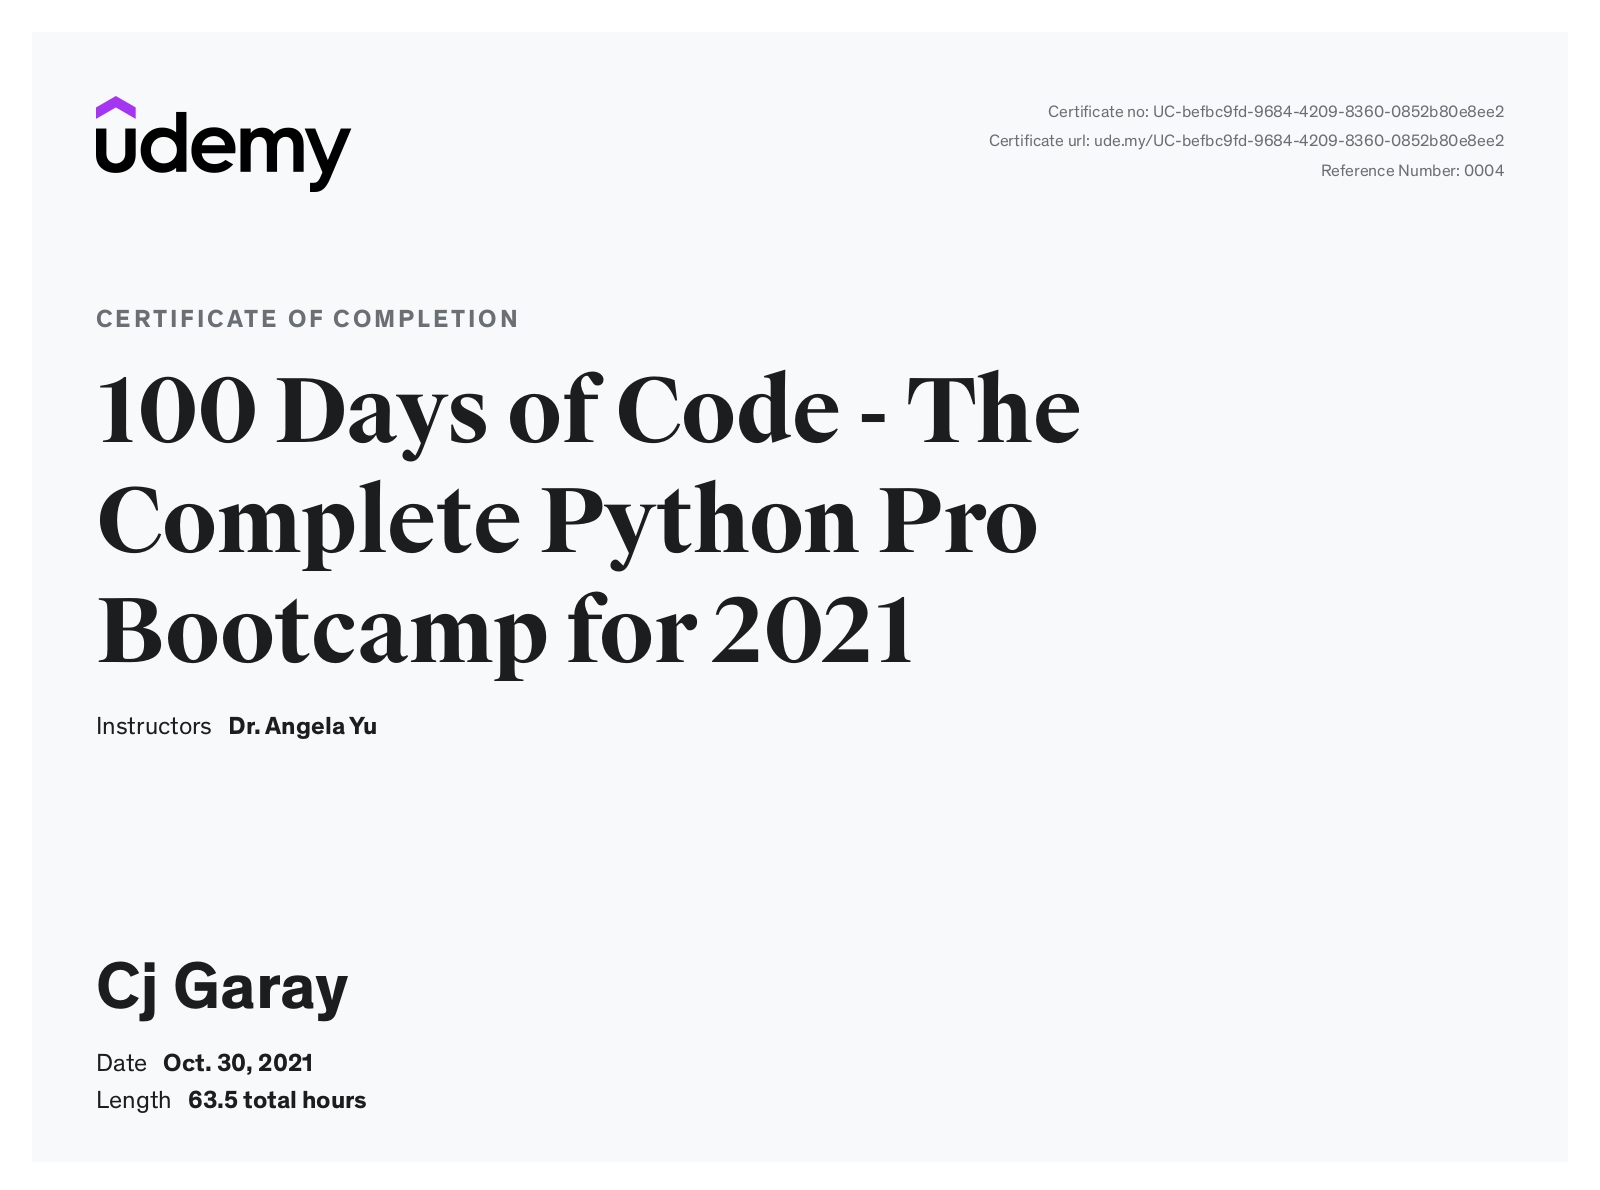 udemy
Certificate no: UC-befbc9fd-9684-4209-8360-0852b80e8ee2
Certificate url: ude.my/UC-befbc9fd-9684-4209-8360-0852b80e8ee2
Reference Number: 0004
CERTIFICATE OF COMPLETION
100 Days of Code - The
Complete Python Pro
Bootcamp for 2021
Instructors Dr. Angela Yu
Cj Garay
Date Oct. 30, 2021
Length 63.5 total hours